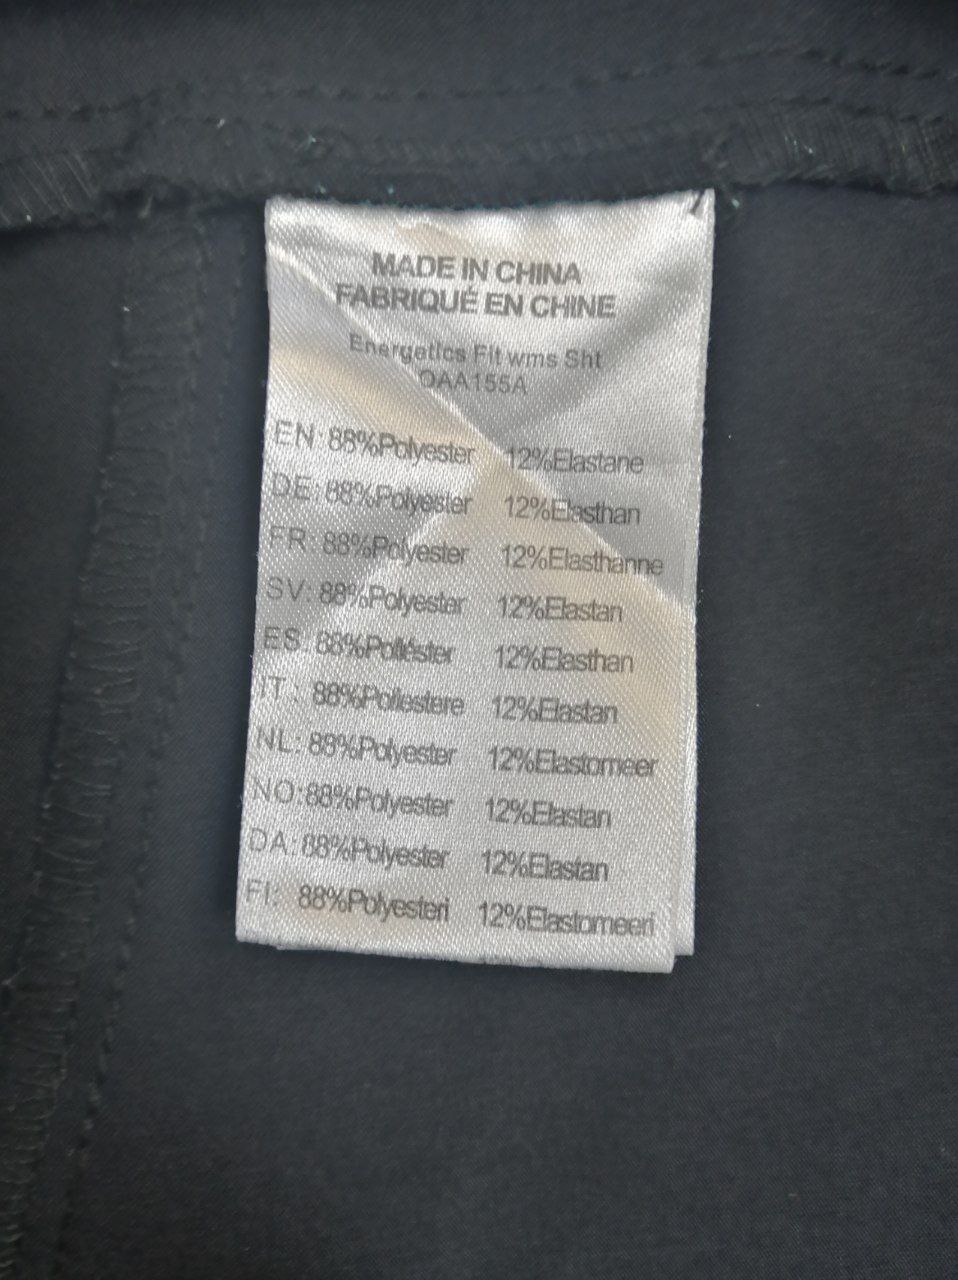 MADE IN CHINA
FABRIQUÉ EN CHINE
Energetics Fit wms Sht
OAA155A
EN: 88%Polyester 12%Elastane
DE: 88%Polyester 12%Elasthan
FR: 88%Polyester 12%Elasthanne
SV: 88%Polyester 12%Elastan
ES: 88%Poliéster 12%Elasthan
IT : 88%Poliestere 12%Elastan
NL: 88%Polyester 12%Elastomeer
NO:88%Polyester 12%Elastan
DA: 88%Polyester 12%Elastan
FI: 88%Polyesteri 12%Elastomeeri